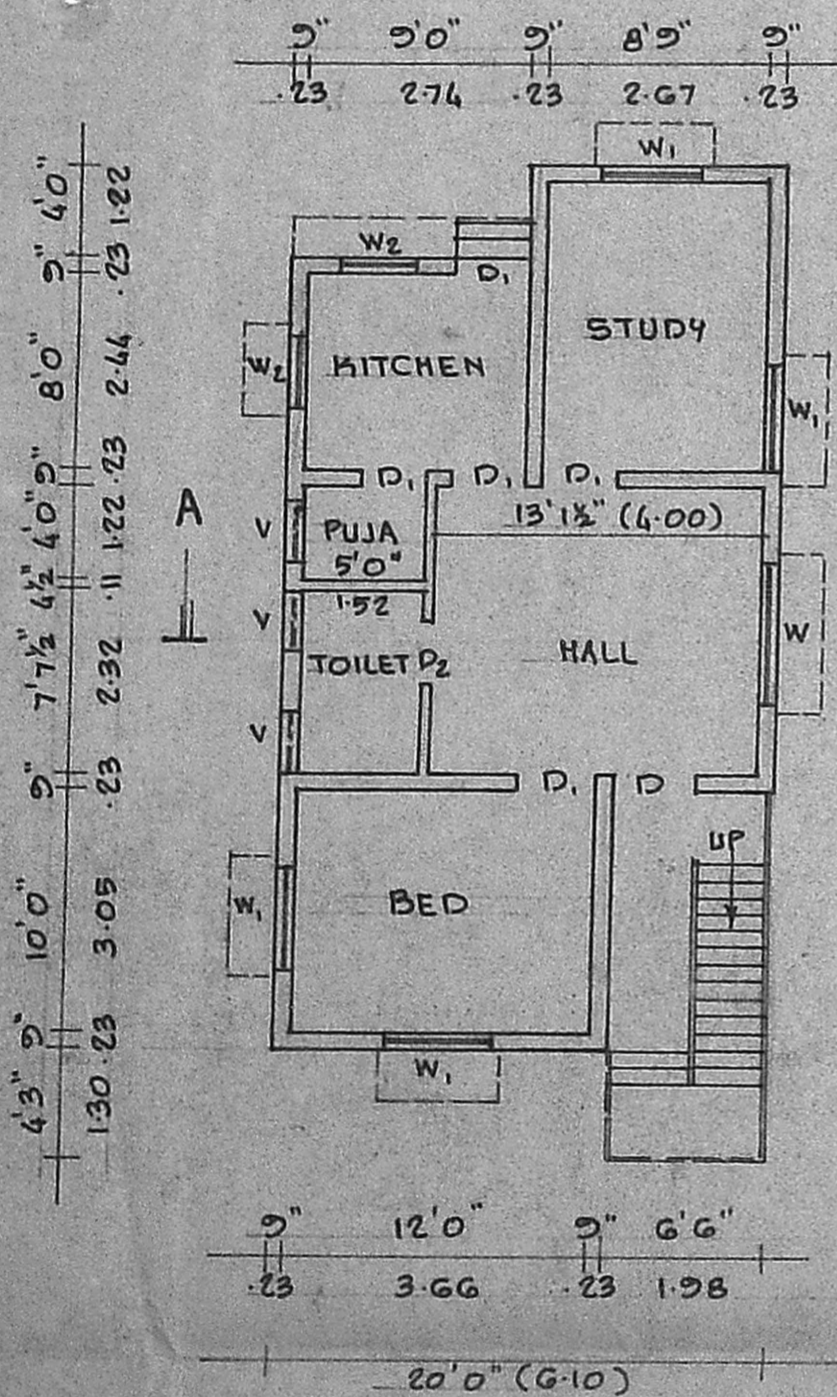 9" 9'0" 9" 8'9" 9"
.23 2.74 .23 2.67 .23
W1
4'0" 1.22
9" .23
W2
D1
STUDY
8'0" 2.44
W2 KITCHEN
W1
9" .23
D1 D1 D1
A
4'0" 1.22
V PUJA 13'1½" (4.00)
5'0"
4½" .11
1.52
V
W
7'7½" 2.32
TOILET D2 HALL
V
9" .23
D1 D
UP
10'0" 3.05
W1 BED
9" .23
W1
4'3" 1.30
9" 12'0" 9" 6'6"
.23 3.66 .23 1.98
20'0" (6.10)